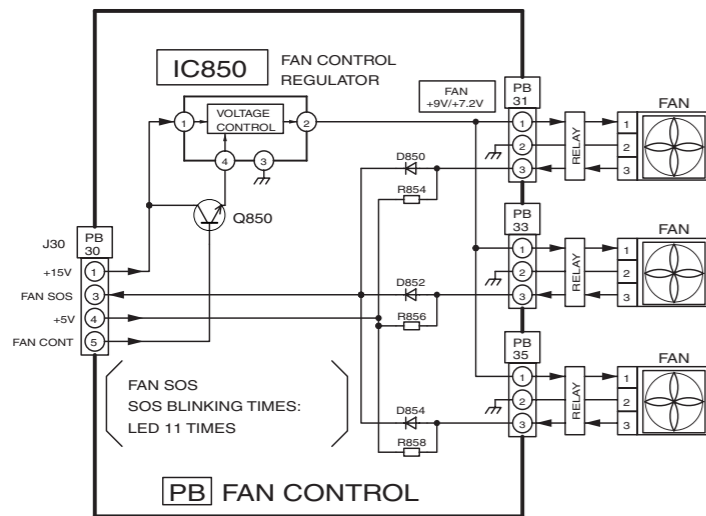 IC850
FAN CONTROL
REGULATOR
VOLTAGE
CONTROL
1
2
4
3
FAN
+9V/+7.2V
PB
31
1
2
3
RELAY
FAN
1
2
3
D850
R854
Q850
J30
PB
30
+15V
1
FAN SOS
3
+5V
4
FAN CONT
5
PB
33
1
2
3
RELAY
FAN
1
2
3
D852
R856
PB
35
1
2
3
RELAY
FAN
1
2
3
D854
R858
FAN SOS
SOS BLINKING TIMES:
LED 11 TIMES
PB FAN CONTROL